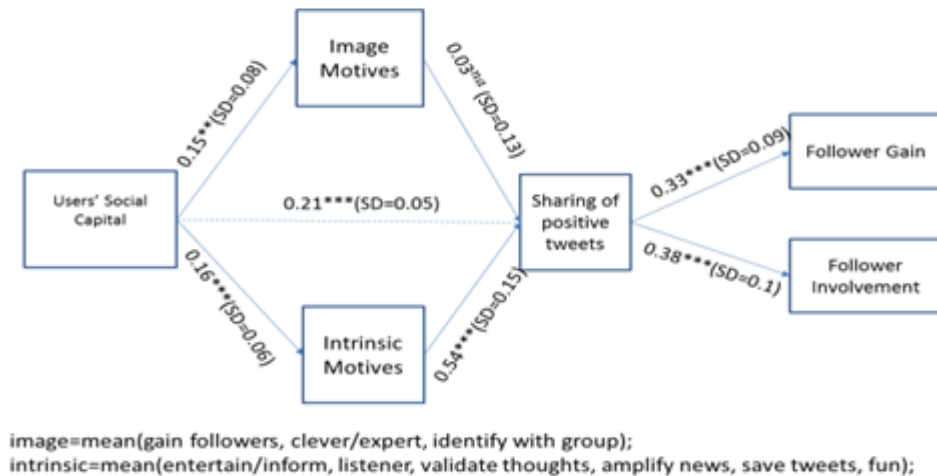 Image
Motives
0.15**(SD=0.08)
0.03ⁿᵃ (SD=0.13)
Users' Social
Capital
0.21***(SD=0.05)
Sharing of
positive
tweets
0.33***(SD=0.09)
Follower Gain
0.16***(SD=0.06)
Intrinsic
Motives
0.54***(SD=0.15)
0.38***(SD=0.1)
Follower
Involvement
image=mean(gain followers, clever/expert, identify with group);
intrinsic=mean(entertain/inform, listener, validate thoughts, amplify news, save tweets, fun);